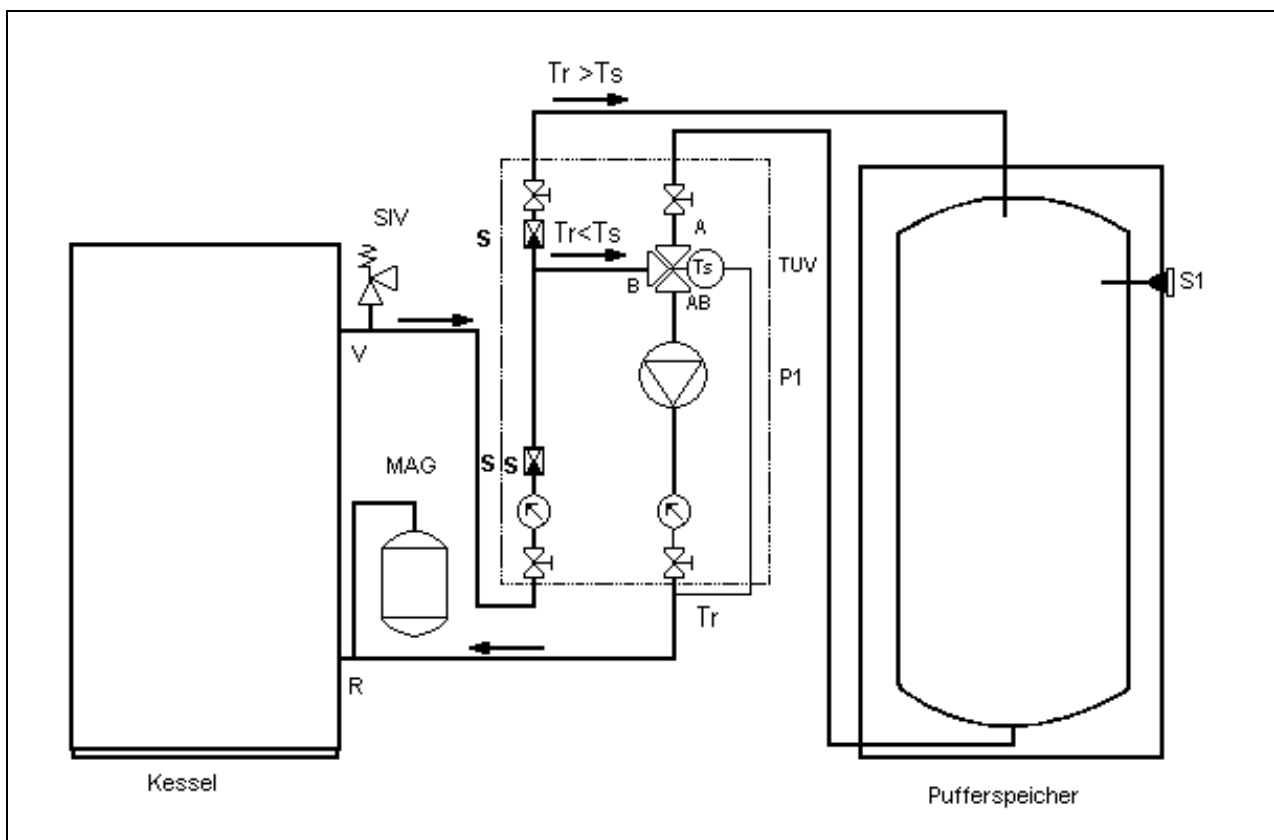 Tr >Ts
SIV
S
Tr<Ts
A
Ts
TUV
S1
B
AB
V
P1
MAG
S S
Tr
R
Kessel
Pufferspeicher